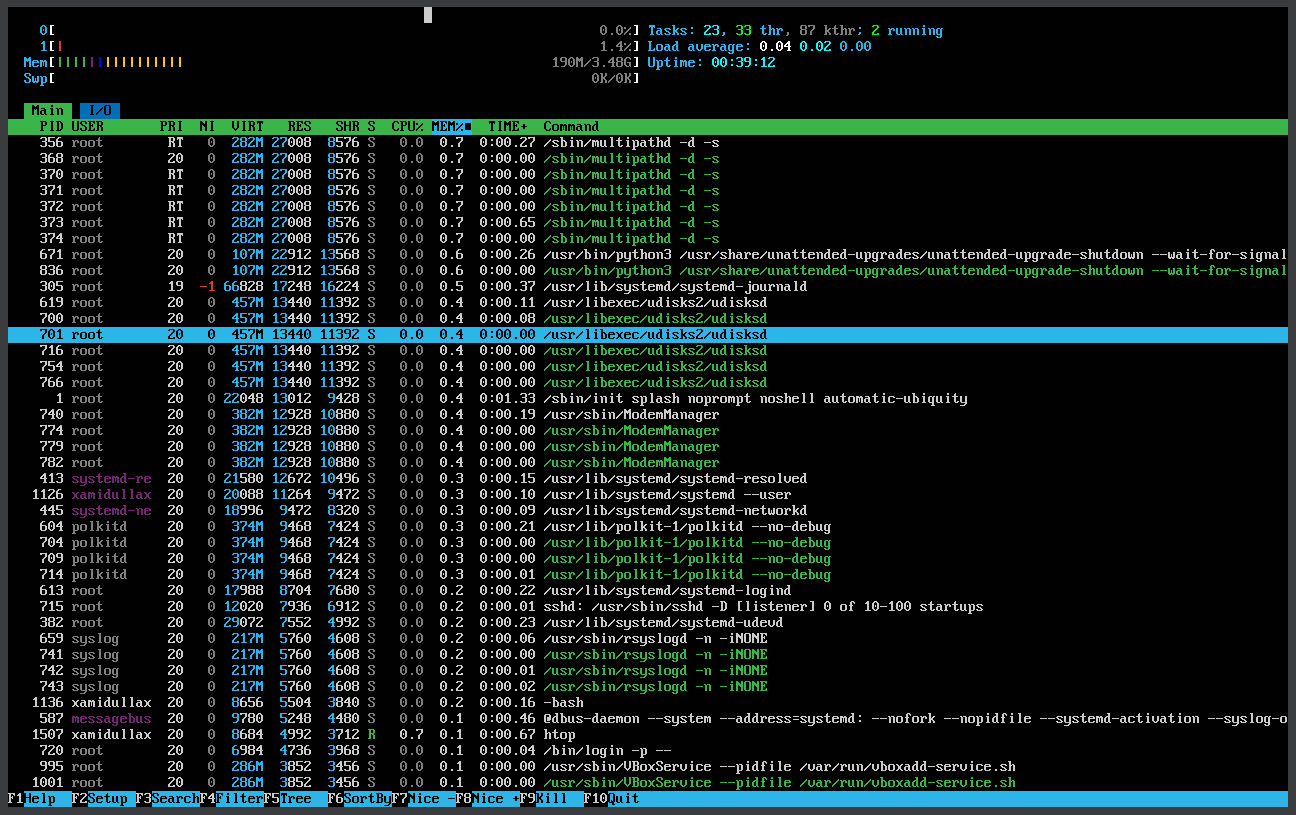 0[ 0.0%] Tasks: 23, 33 thr, 87 kthr; 2 running
1[| 1.4%] Load average: 0.04 0.02 0.00
Mem[|||||||||||||||| 190M/3.48G] Uptime: 00:39:12
Swp[ 0K/0K]
Main I/O
PID USER PRI NI VIRT RES SHR S CPU% MEM% TIME+ Command
356 root RT 0 282M 27008 8576 S 0.0 0.7 0:00.27 /sbin/multipathd -d -s
368 root 20 0 282M 27008 8576 S 0.0 0.7 0:00.00 /sbin/multipathd -d -s
370 root RT 0 282M 27008 8576 S 0.0 0.7 0:00.00 /sbin/multipathd -d -s
371 root RT 0 282M 27008 8576 S 0.0 0.7 0:00.00 /sbin/multipathd -d -s
372 root RT 0 282M 27008 8576 S 0.0 0.7 0:00.00 /sbin/multipathd -d -s
373 root RT 0 282M 27008 8576 S 0.0 0.7 0:00.65 /sbin/multipathd -d -s
374 root RT 0 282M 27008 8576 S 0.0 0.7 0:00.00 /sbin/multipathd -d -s
671 root 20 0 107M 22912 13568 S 0.0 0.6 0:00.26 /usr/bin/python3 /usr/share/unattended-upgrades/unattended-upgrade-shutdown --wait-for-signal
836 root 20 0 107M 22912 13568 S 0.0 0.6 0:00.00 /usr/bin/python3 /usr/share/unattended-upgrades/unattended-upgrade-shutdown --wait-for-signal
305 root 19 -1 66828 17248 16224 S 0.0 0.5 0:00.37 /usr/lib/systemd/systemd-journald
619 root 20 0 457M 13440 11392 S 0.0 0.4 0:00.11 /usr/libexec/udisks2/udisksd
700 root 20 0 457M 13440 11392 S 0.0 0.4 0:00.08 /usr/libexec/udisks2/udisksd
701 root 20 0 457M 13440 11392 S 0.0 0.4 0:00.00 /usr/libexec/udisks2/udisksd
716 root 20 0 457M 13440 11392 S 0.0 0.4 0:00.00 /usr/libexec/udisks2/udisksd
754 root 20 0 457M 13440 11392 S 0.0 0.4 0:00.00 /usr/libexec/udisks2/udisksd
766 root 20 0 457M 13440 11392 S 0.0 0.4 0:00.00 /usr/libexec/udisks2/udisksd
1 root 20 0 22048 13012 9428 S 0.0 0.4 0:01.33 /sbin/init splash noprompt noshell automatic-ubiquity
740 root 20 0 382M 12928 10880 S 0.0 0.4 0:00.19 /usr/sbin/ModemManager
774 root 20 0 382M 12928 10880 S 0.0 0.4 0:00.00 /usr/sbin/ModemManager
779 root 20 0 382M 12928 10880 S 0.0 0.4 0:00.00 /usr/sbin/ModemManager
782 root 20 0 382M 12928 10880 S 0.0 0.4 0:00.00 /usr/sbin/ModemManager
413 systemd-re 20 0 21580 12672 10496 S 0.0 0.3 0:00.15 /usr/lib/systemd/systemd-resolved
1126 xamidullax 20 0 20088 11264 9472 S 0.0 0.3 0:00.10 /usr/lib/systemd/systemd --user
445 systemd-ne 20 0 18996 9472 8320 S 0.0 0.3 0:00.09 /usr/lib/systemd/systemd-networkd
604 polkitd 20 0 374M 9468 7424 S 0.0 0.3 0:00.21 /usr/lib/polkit-1/polkitd --no-debug
704 polkitd 20 0 374M 9468 7424 S 0.0 0.3 0:00.00 /usr/lib/polkit-1/polkitd --no-debug
709 polkitd 20 0 374M 9468 7424 S 0.0 0.3 0:00.00 /usr/lib/polkit-1/polkitd --no-debug
714 polkitd 20 0 374M 9468 7424 S 0.0 0.3 0:00.01 /usr/lib/polkit-1/polkitd --no-debug
613 root 20 0 17988 8704 7680 S 0.0 0.2 0:00.22 /usr/lib/systemd/systemd-logind
715 root 20 0 12020 7936 6912 S 0.0 0.2 0:00.01 sshd: /usr/sbin/sshd -D [listener] 0 of 10-100 startups
382 root 20 0 29072 7552 4992 S 0.0 0.2 0:00.23 /usr/lib/systemd/systemd-udevd
659 syslog 20 0 217M 5760 4608 S 0.0 0.2 0:00.06 /usr/sbin/rsyslogd -n -iNONE
741 syslog 20 0 217M 5760 4608 S 0.0 0.2 0:00.00 /usr/sbin/rsyslogd -n -iNONE
742 syslog 20 0 217M 5760 4608 S 0.0 0.2 0:00.01 /usr/sbin/rsyslogd -n -iNONE
743 syslog 20 0 217M 5760 4608 S 0.0 0.2 0:00.02 /usr/sbin/rsyslogd -n -iNONE
1136 xamidullax 20 0 8656 5504 3840 S 0.0 0.2 0:00.16 -bash
587 messagebus 20 0 9780 5248 4480 S 0.0 0.1 0:00.46 @dbus-daemon --system --address=systemd: --nofork --nopidfile --systemd-activation --syslog-o
1507 xamidullax 20 0 8684 4992 3712 R 0.7 0.1 0:00.67 htop
720 root 20 0 6984 4736 3968 S 0.0 0.1 0:00.04 /bin/login -p --
995 root 20 0 286M 3852 3456 S 0.0 0.1 0:00.00 /usr/sbin/VBoxService --pidfile /var/run/vboxadd-service.sh
1001 root 20 0 286M 3852 3456 S 0.0 0.1 0:00.00 /usr/sbin/VBoxService --pidfile /var/run/vboxadd-service.sh
F1Help F2Setup F3SearchF4FilterF5Tree F6SortByF7Nice -F8Nice +F9Kill F10Quit